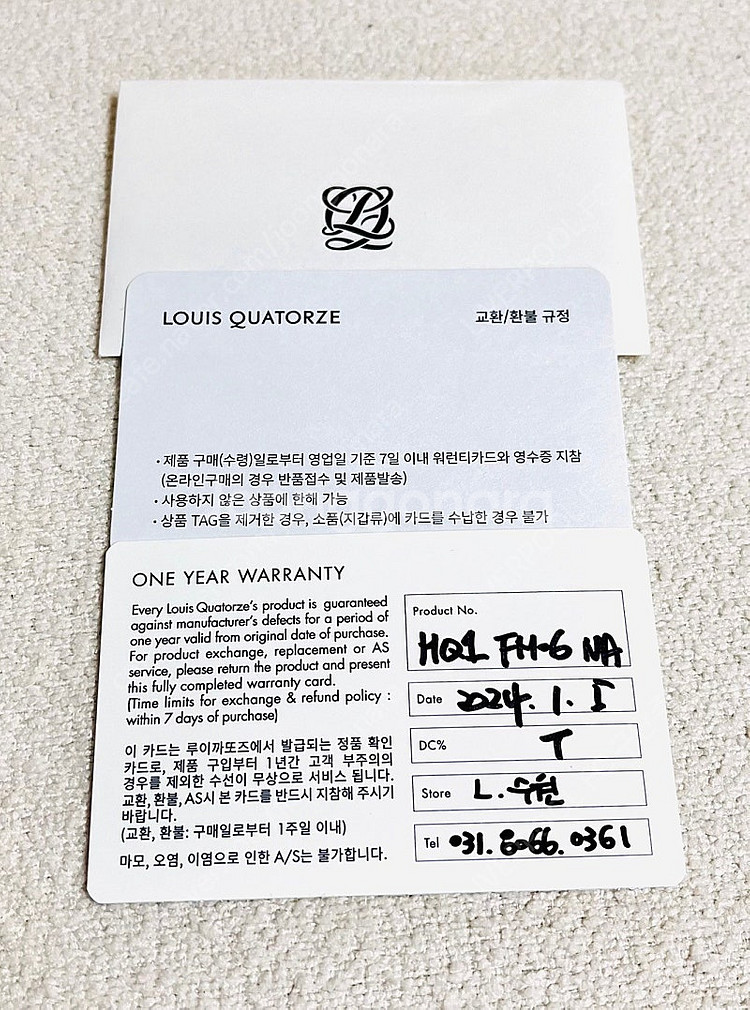 LOUIS QUATORZE
교환/환불 규정
· 제품 구매(수령)일로부터 영업일 기준 7일 이내 워런티카드와 영수증 지참
(온라인구매의 경우 반품접수 및 제품발송)
· 사용하지 않은 상품에 한해 가능
· 상품 TAG을 제거한 경우, 소품(지갑류)에 카드를 수납한 경우 불가
ONE YEAR WARRANTY
Every Louis Quatorze's product is guaranteed
against manufacturer's defects for a period of
one year valid from original date of purchase.
For product exchange, replacement or AS
service, please return the product and present
this fully completed warranty card.
(Time limits for exchange & refund policy :
within 7 days of purchase)
이 카드는 루이까또즈에서 발급되는 정품 확인
카드로, 제품 구입부터 1년간 고객 부주의의
경우를 제외한 수선이 무상으로 서비스 됩니다.
교환, 환불, AS시 본 카드를 반드시 지참해 주시기
바랍니다.
(교환, 환불: 구매일로부터 1주일 이내)
마모, 오염, 이염으로 인한 A/S는 불가합니다.
Product No.
HQ1 FH-6 NA
Date 2024. 1. 5
DC% T
Store L. 수원
Tel 031. 8066. 0361